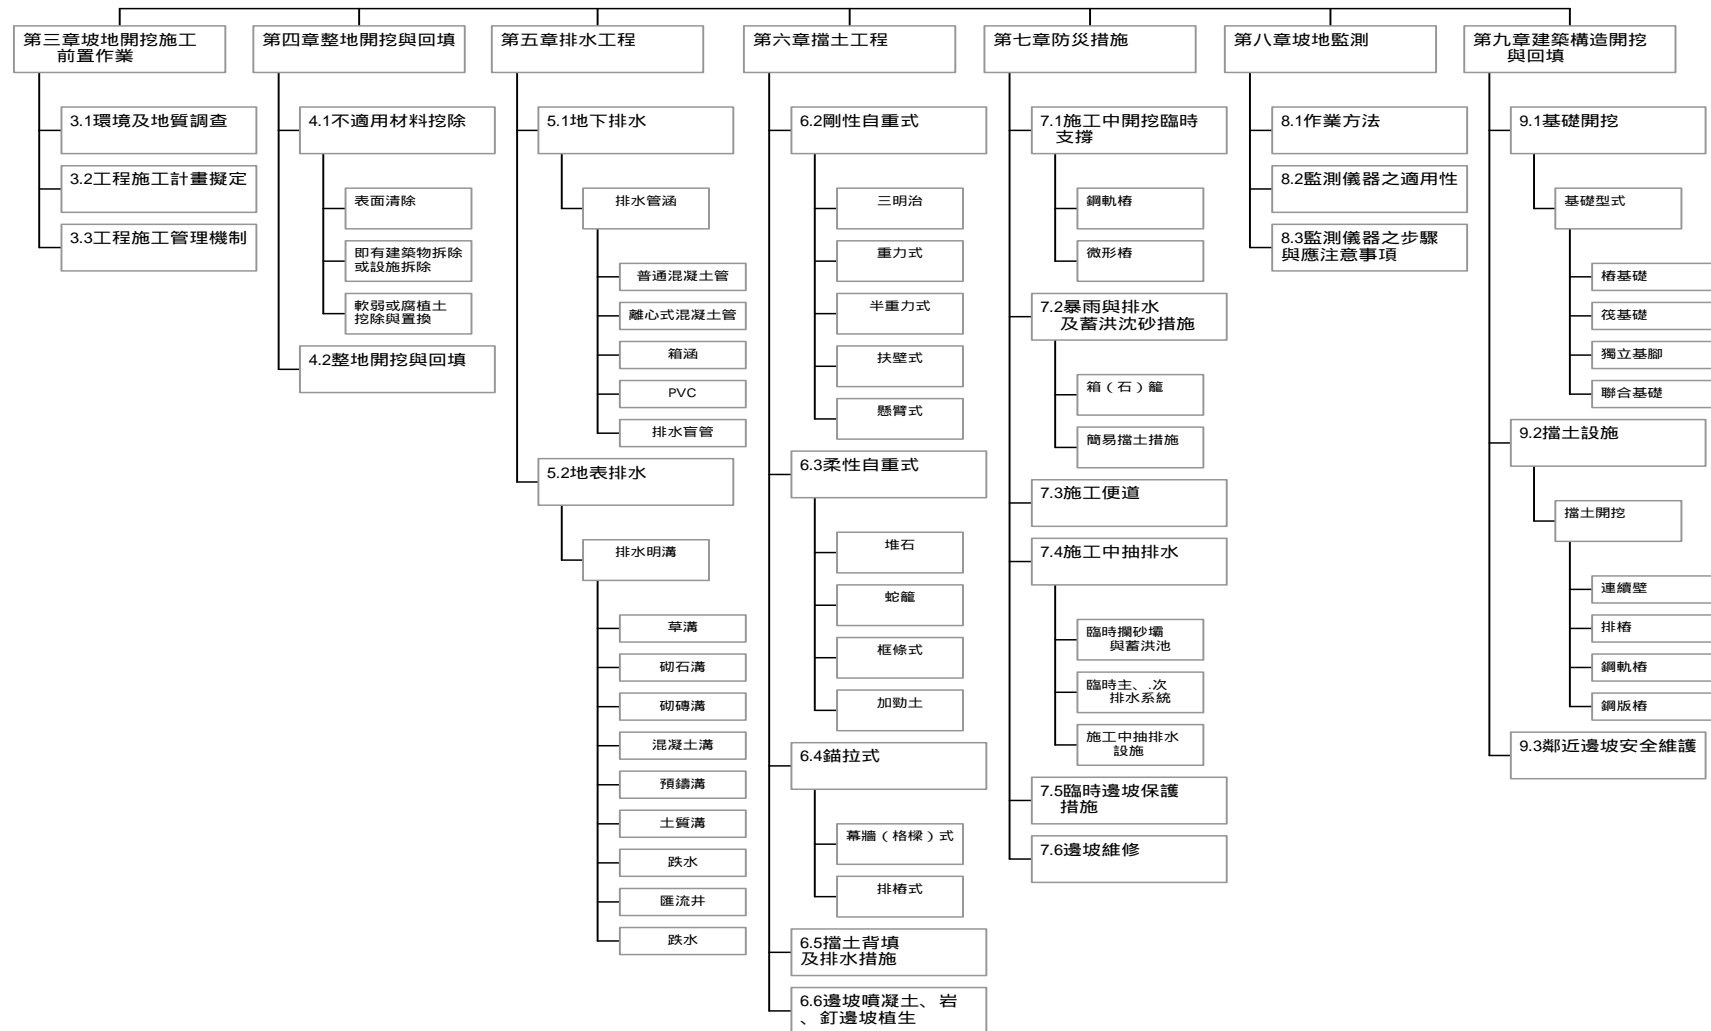 第三章坡地開挖施工
前置作業
3.1環境及地質調查
3.2工程施工計畫擬定
3.3工程施工管理機制
第四章整地開挖與回填
4.1不適用材料挖除
表面清除
即有建築物拆除
或設施拆除
軟弱或腐植土
挖除與置換
4.2整地開挖與回填
第五章排水工程
5.1地下排水
排水管涵
普通混凝土管
離心式混凝土管
箱涵
PVC
排水盲管
5.2地表排水
排水明溝
草溝
砌石溝
砌磚溝
混凝土溝
預鑄溝
土質溝
跌水
匯流井
跌水
第六章擋土工程
6.2剛性自重式
三明治
重力式
半重力式
扶壁式
懸臂式
6.3柔性自重式
堆石
蛇籠
框條式
加勁土
6.4錨拉式
幕牆（格樑）式
排樁式
6.5擋土背填
及排水措施
6.6邊坡噴凝土、岩
、釘邊坡植生
第七章防災措施
7.1施工中開挖臨時
支撐
鋼軌樁
微形樁
7.2暴雨與排水
及蓄洪沈砂措施
箱（石）籠
簡易擋土措施
7.3施工便道
7.4施工中抽排水
臨時攔砂壩
與蓄洪池
臨時主、.次
排水系統
施工中抽排水
設施
7.5臨時邊坡保護
措施
7.6邊坡維修
第八章坡地監測
8.1作業方法
8.2監測儀器之適用性
8.3監測儀器之步驟
與應注意事項
第九章建築構造開挖
與回填
9.1基礎開挖
基礎型式
樁基礎
筏基礎
獨立基腳
聯合基礎
9.2擋土設施
擋土開挖
連續壁
排樁
鋼軌樁
鋼版樁
9.3鄰近邊坡安全維護